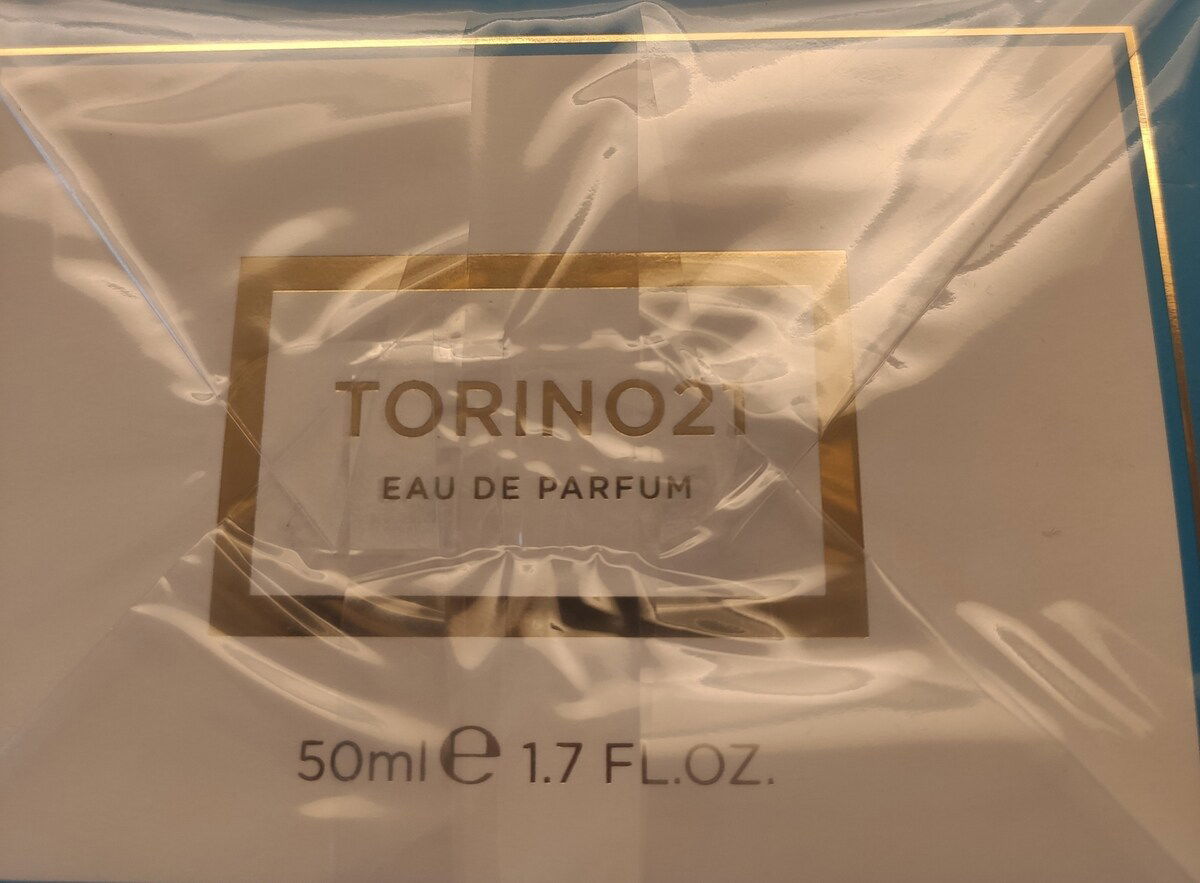 TORINO21
EAU DE PARFUM
50ml e 1.7 FL.OZ.